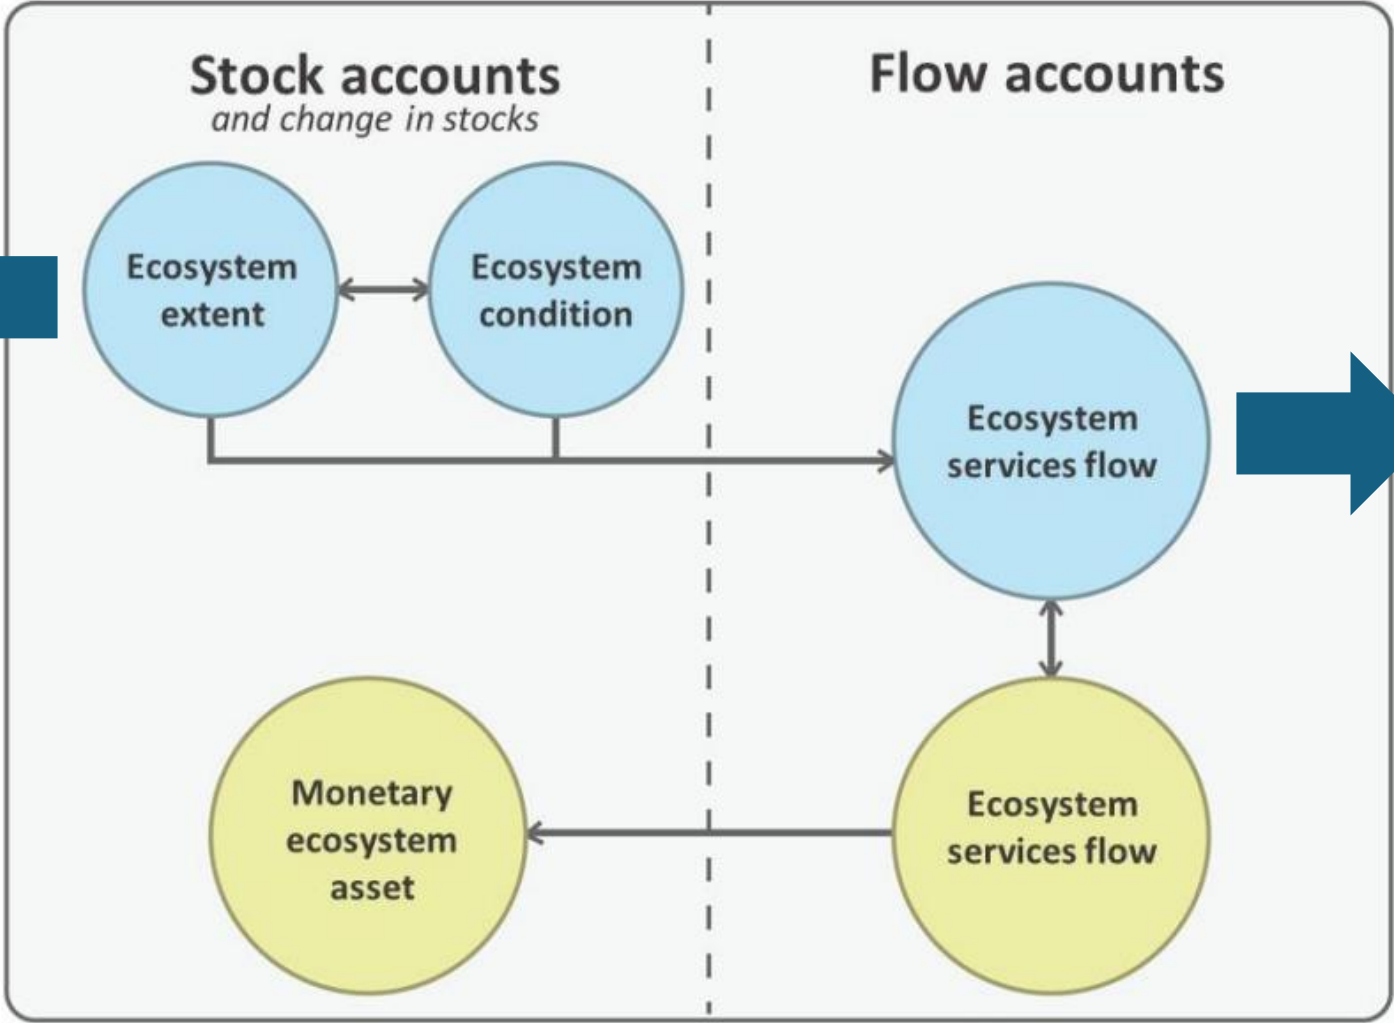 Stock accounts
and change in stocks
Flow accounts
Ecosystem
extent
Ecosystem
condition
Ecosystem
services flow
Monetary
ecosystem
asset
Ecosystem
services flow